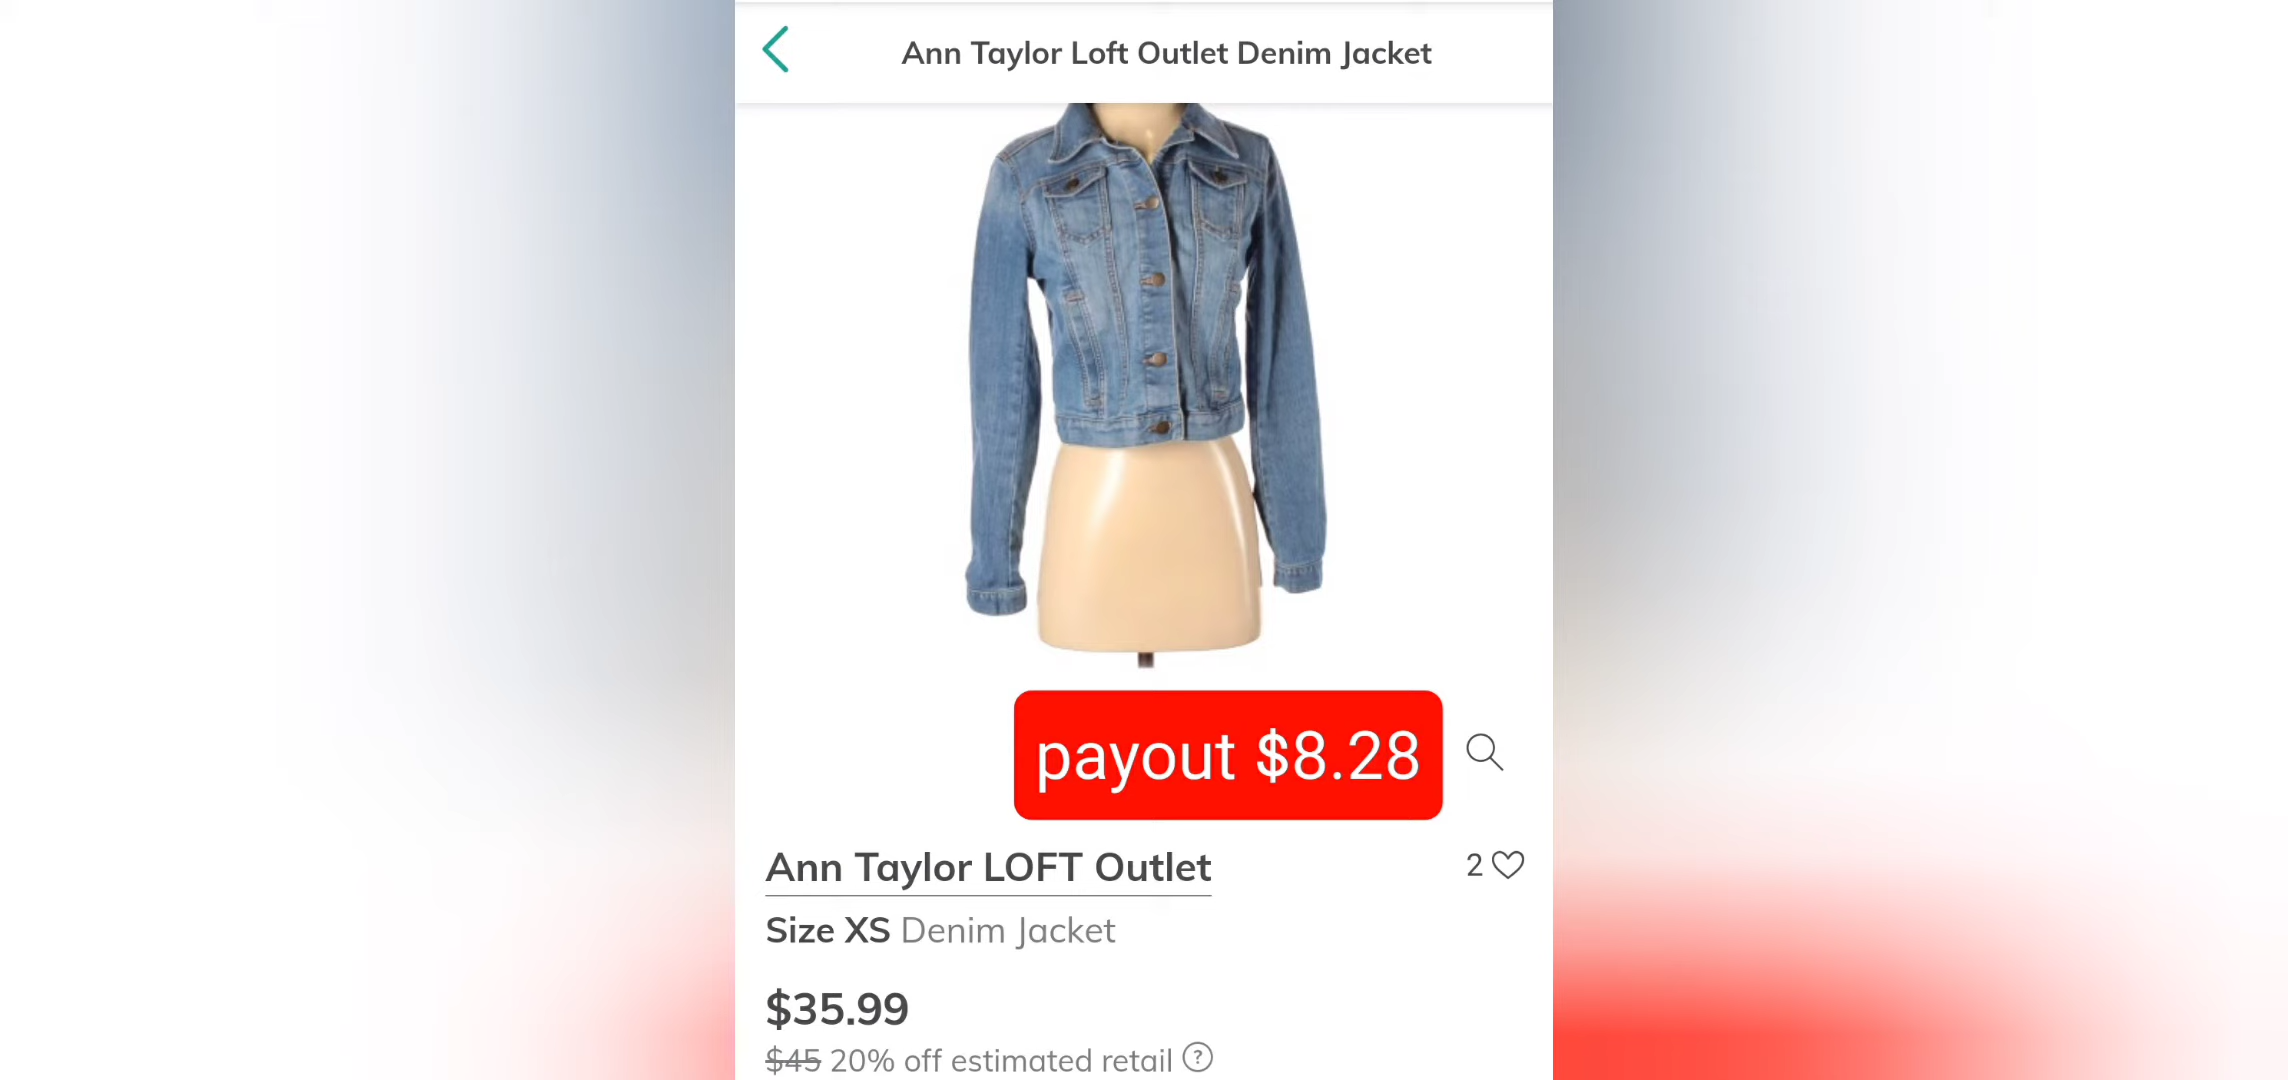 Ann Taylor Loft Outlet Denim Jacket
payout $8.28
Ann Taylor LOFT Outlet
2
Size XS Denim Jacket
$35.99
$45 20% off estimated retail ?